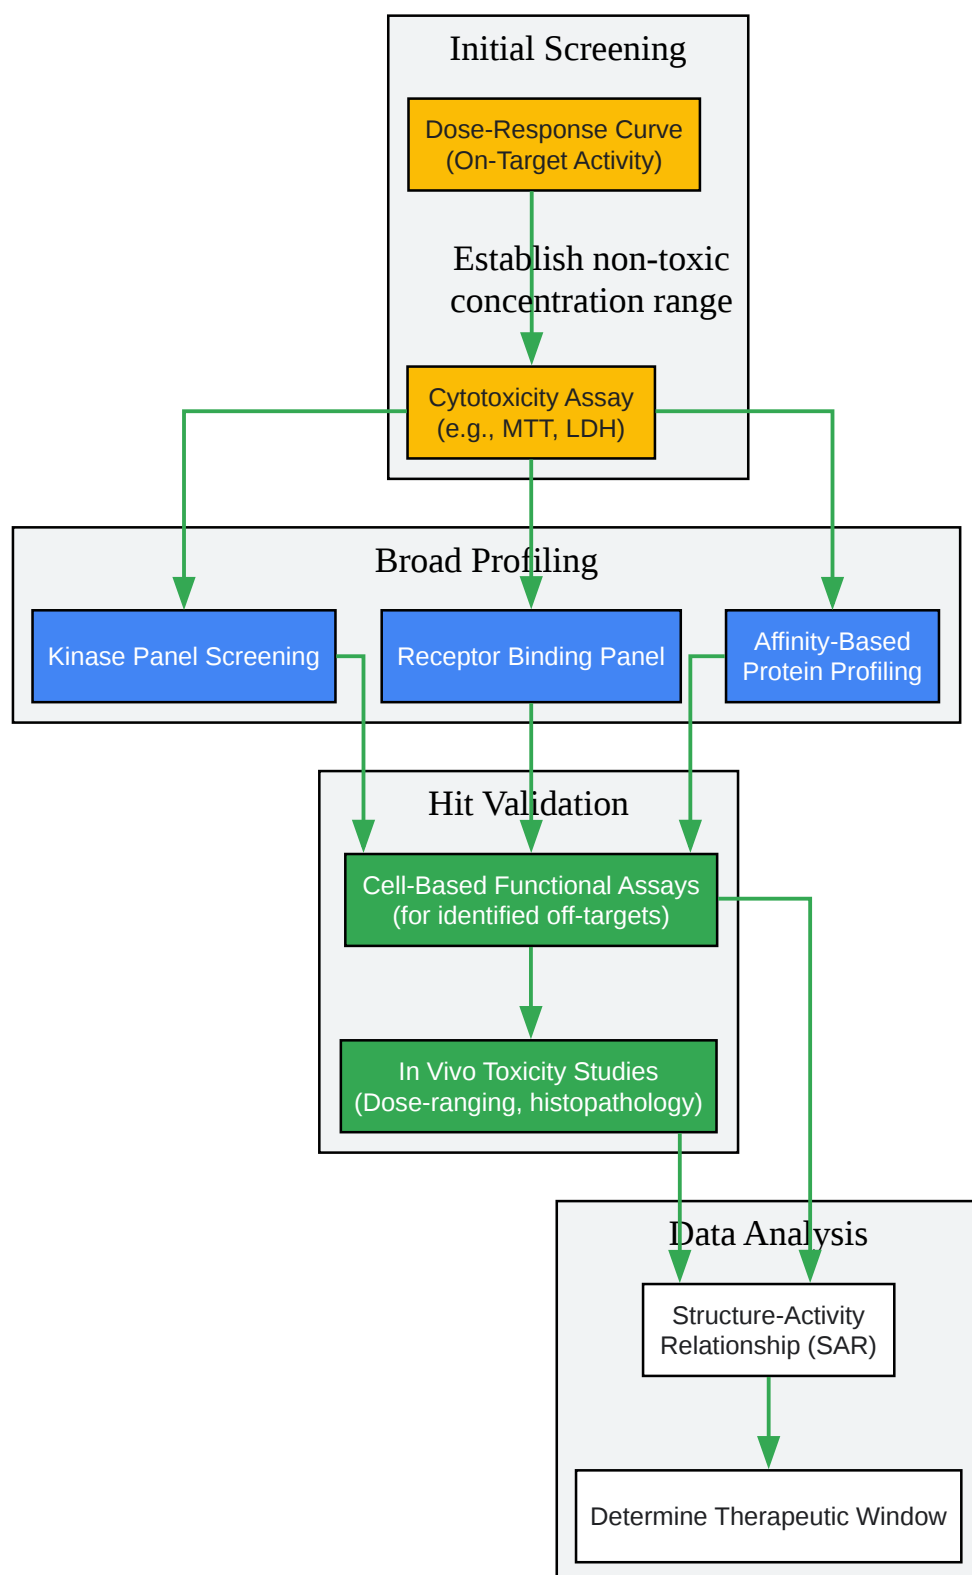 Initial Screening
Dose-Response Curve
(On-Target Activity)
Establish non-toxic
concentration range
Cytotoxicity Assay
(e.g., MTT, LDH)
Broad Profiling
Kinase Panel Screening
Receptor Binding Panel
Affinity-Based
Protein Profiling
Hit Validation
Cell-Based Functional Assays
(for identified off-targets)
In Vivo Toxicity Studies
(Dose-ranging, histopathology)
Data Analysis
Structure-Activity
Relationship (SAR)
Determine Therapeutic Window